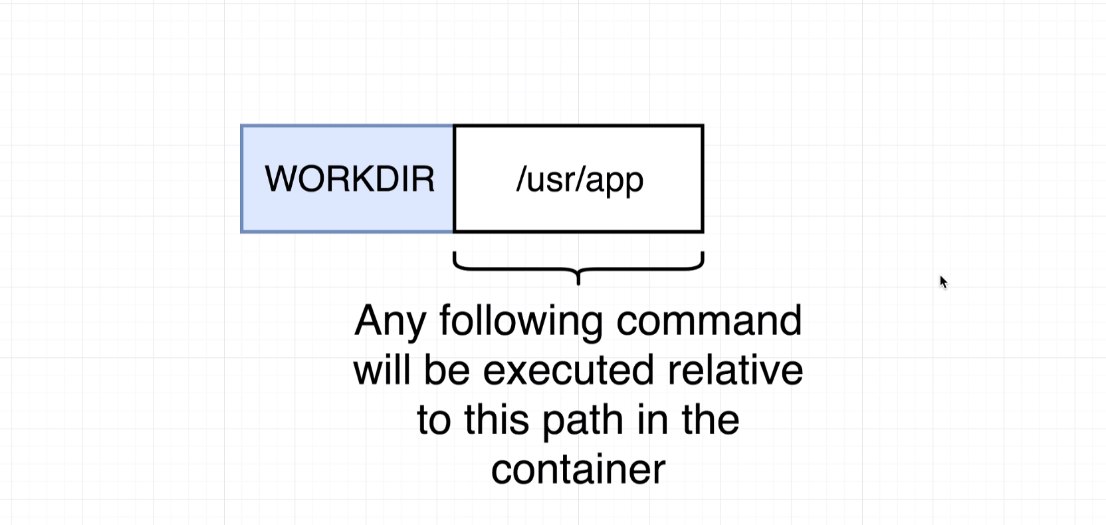 WORKDIR /usr/app
Any following command
will be executed relative
to this path in the
container